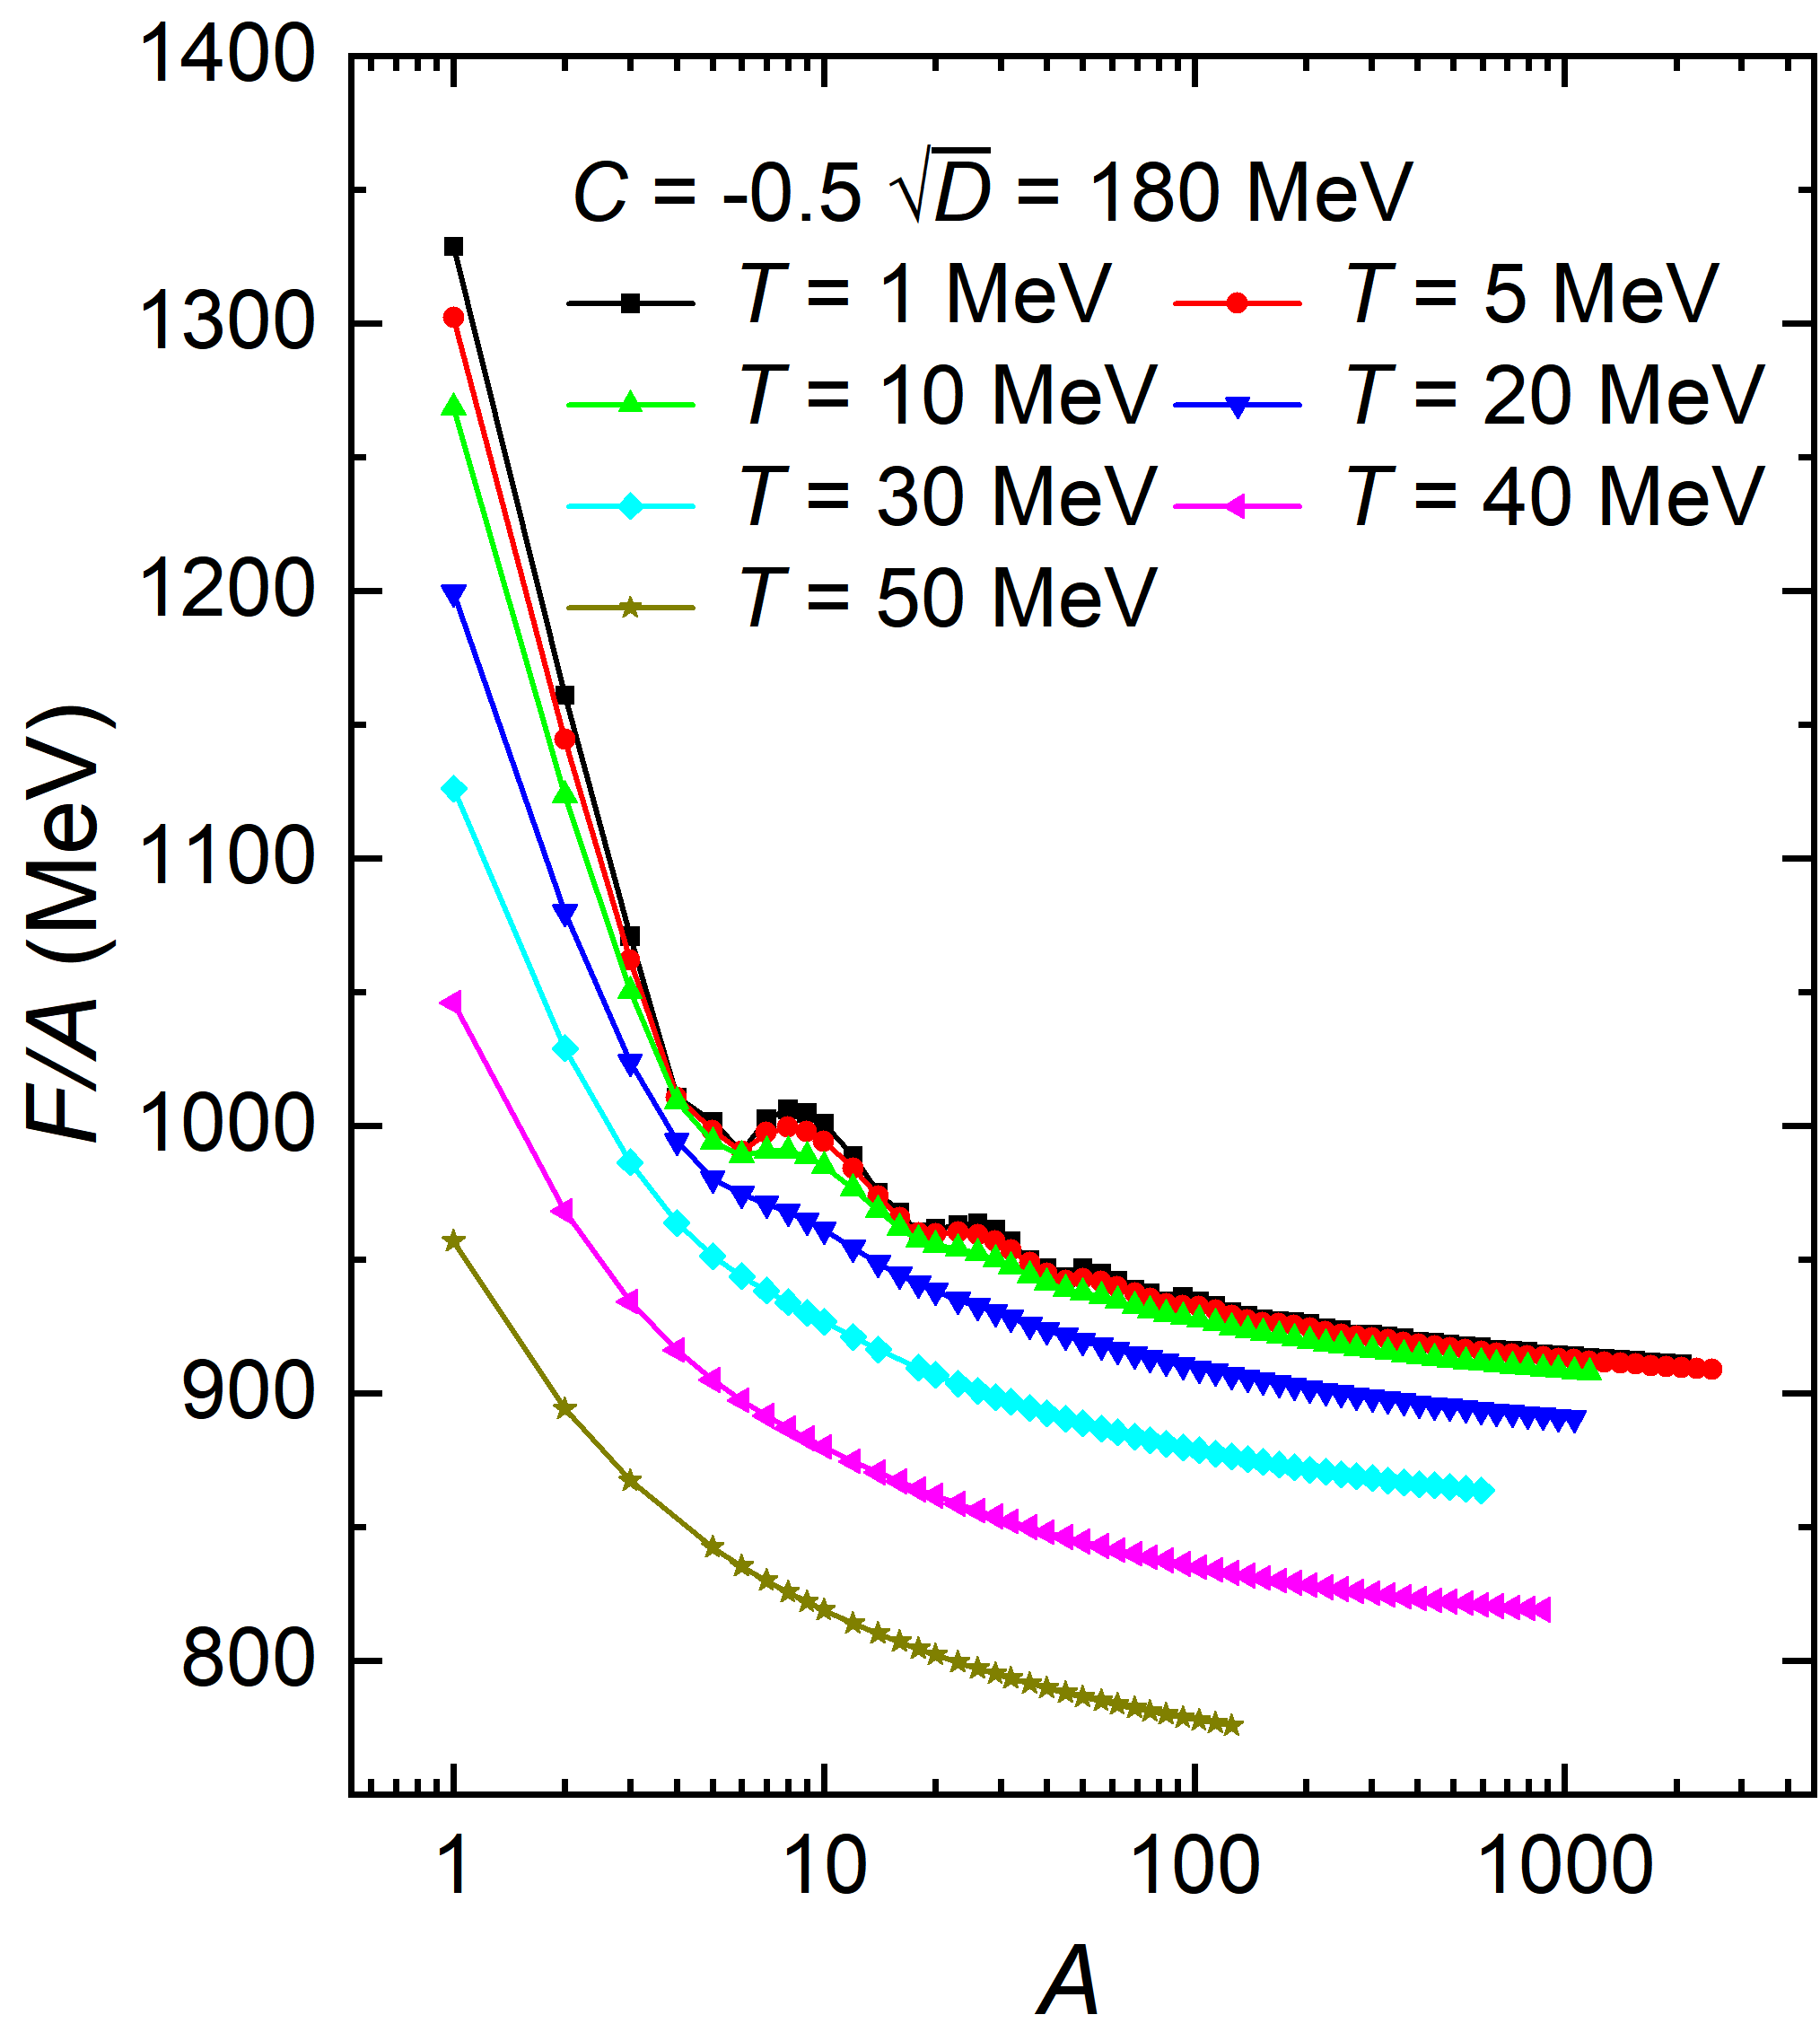 1400
1300
1200
1100
1000
900
800
F/A (MeV)
C = -0.5 √D = 180 MeV
T = 1 MeV T = 5 MeV
T = 10 MeV T = 20 MeV
T = 30 MeV T = 40 MeV
T = 50 MeV
1 10 100 1000
A